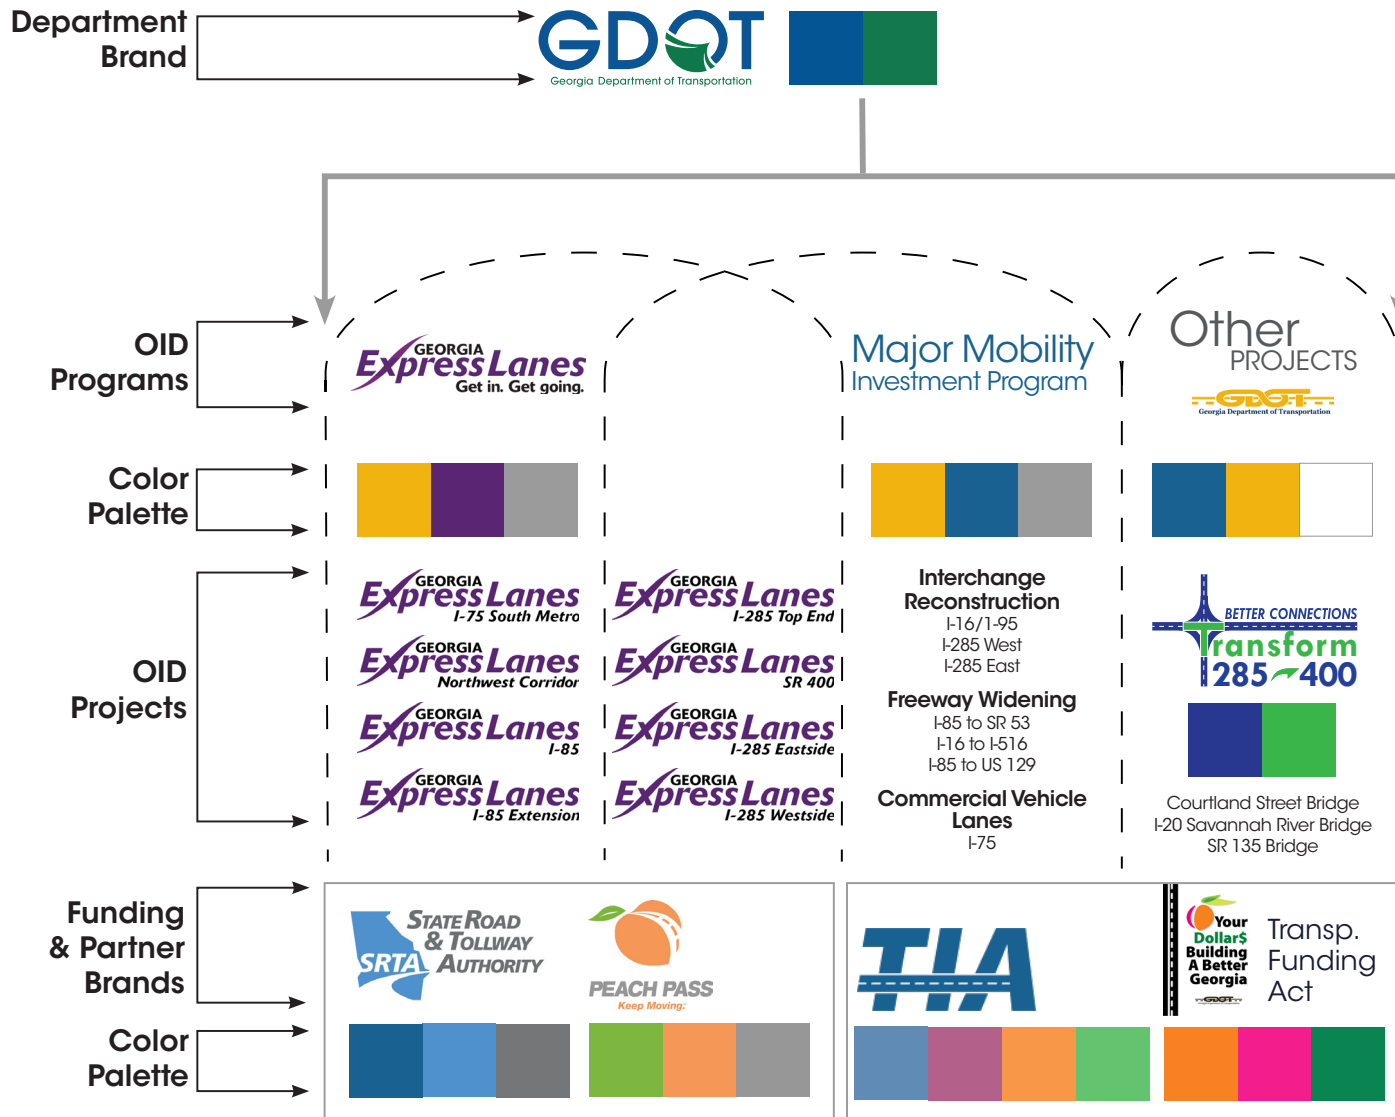 Department
Brand
GDOT
Georgia Department of Transportation
OID
Programs
GEORGIA
Express Lanes
Get in. Get going.
Major Mobility
Investment Program
Other
PROJECTS
GDOT
Georgia Department of Transportation
Color
Palette
OID
Projects
GEORGIA
Express Lanes
I-75 South Metro
GEORGIA
Express Lanes
Northwest Corridor
GEORGIA
Express Lanes
I-85
GEORGIA
Express Lanes
I-85 Extension
GEORGIA
Express Lanes
I-285 Top End
GEORGIA
Express Lanes
SR 400
GEORGIA
Express Lanes
I-285 Eastside
GEORGIA
Express Lanes
I-285 Westside
Interchange
Reconstruction
I-16/1-95
I-285 West
I-285 East
Freeway Widening
I-85 to SR 53
I-16 to I-516
I-85 to US 129
Commercial Vehicle
Lanes
I-75
BETTER CONNECTIONS
Transform
285 400
Courtland Street Bridge
I-20 Savannah River Bridge
SR 135 Bridge
Funding
& Partner
Brands
SRTA
STATE ROAD
& TOLLWAY
AUTHORITY
PEACH PASS
Keep Moving.
TIA
Your
Dollar$
Building
A Better
Georgia
GDOT
Transp.
Funding
Act
Color
Palette